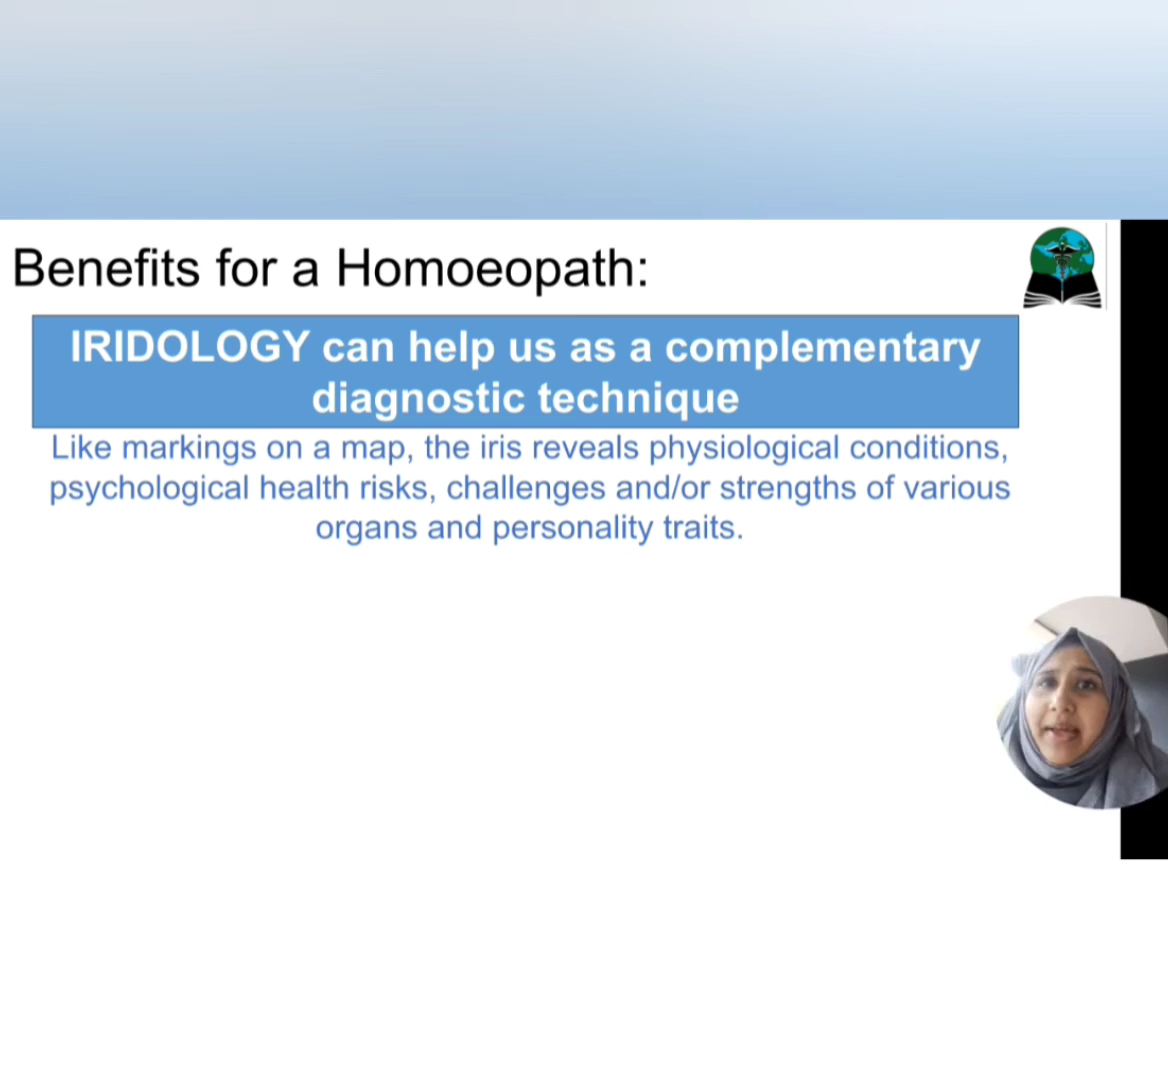 Benefits for a Homoeopath:
IRIDOLOGY can help us as a complementary
diagnostic technique
Like markings on a map, the iris reveals physiological conditions,
psychological health risks, challenges and/or strengths of various
organs and personality traits.